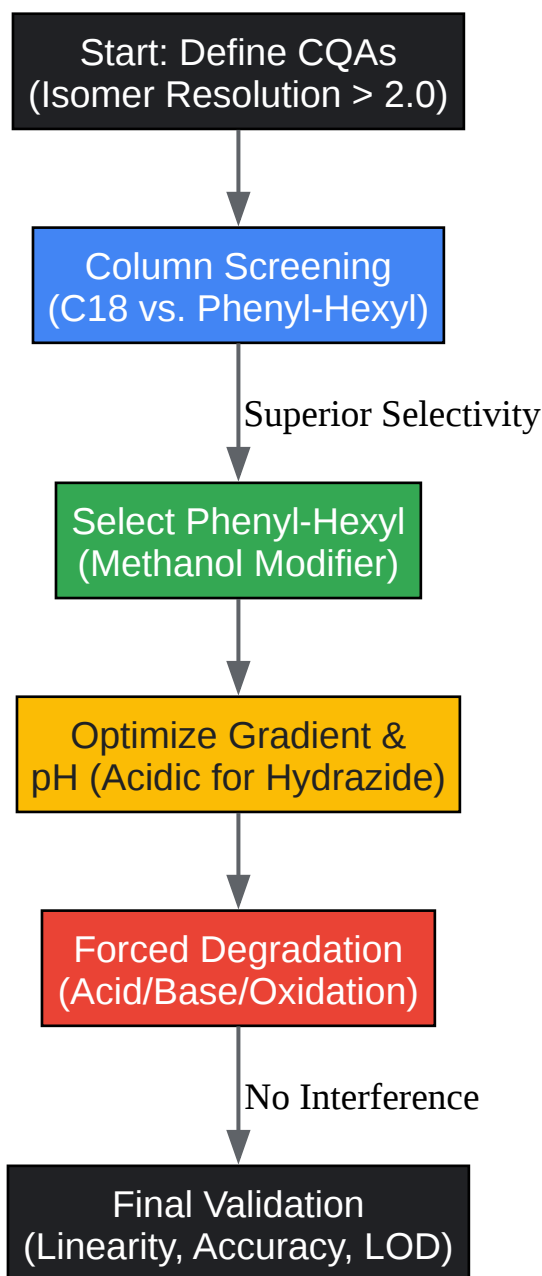 Start: Define CQAs
(Isomer Resolution > 2.0)
Column Screening
(C18 vs. Phenyl-Hexyl)
Superior Selectivity
Select Phenyl-Hexyl
(Methanol Modifier)
Optimize Gradient &
pH (Acidic for Hydrazide)
Forced Degradation
(Acid/Base/Oxidation)
No Interference
Final Validation
(Linearity, Accuracy, LOD)